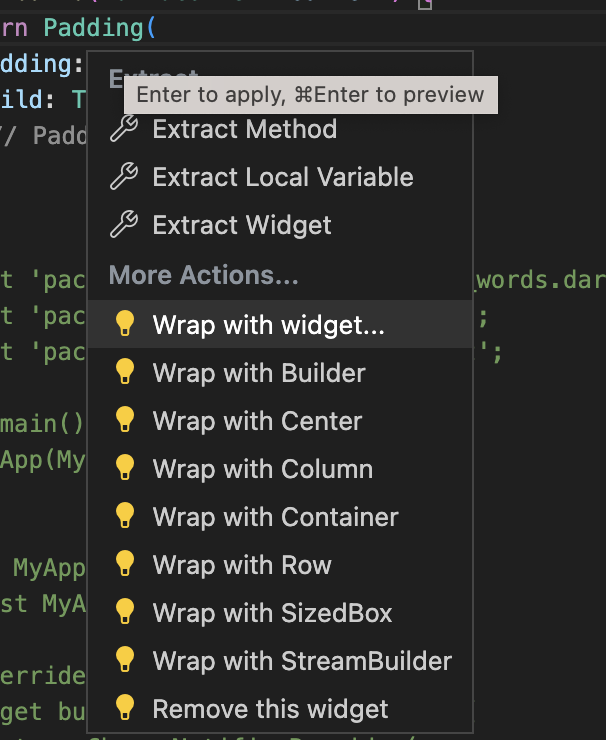 rn Padding(
dding:
Extract
Enter to apply, ⌘Enter to preview
ild: T
Extract Method
// Padd
Extract Local Variable
Extract Widget
More Actions...
t 'pac
_words.dar
t 'pac
Wrap with widget...
;
t 'pac
';
Wrap with Builder
main()
Wrap with Center
App(My
Wrap with Column
Wrap with Container
MyApp
Wrap with Row
st MyA
Wrap with SizedBox
erride
Wrap with StreamBuilder
get bu
Remove this widget